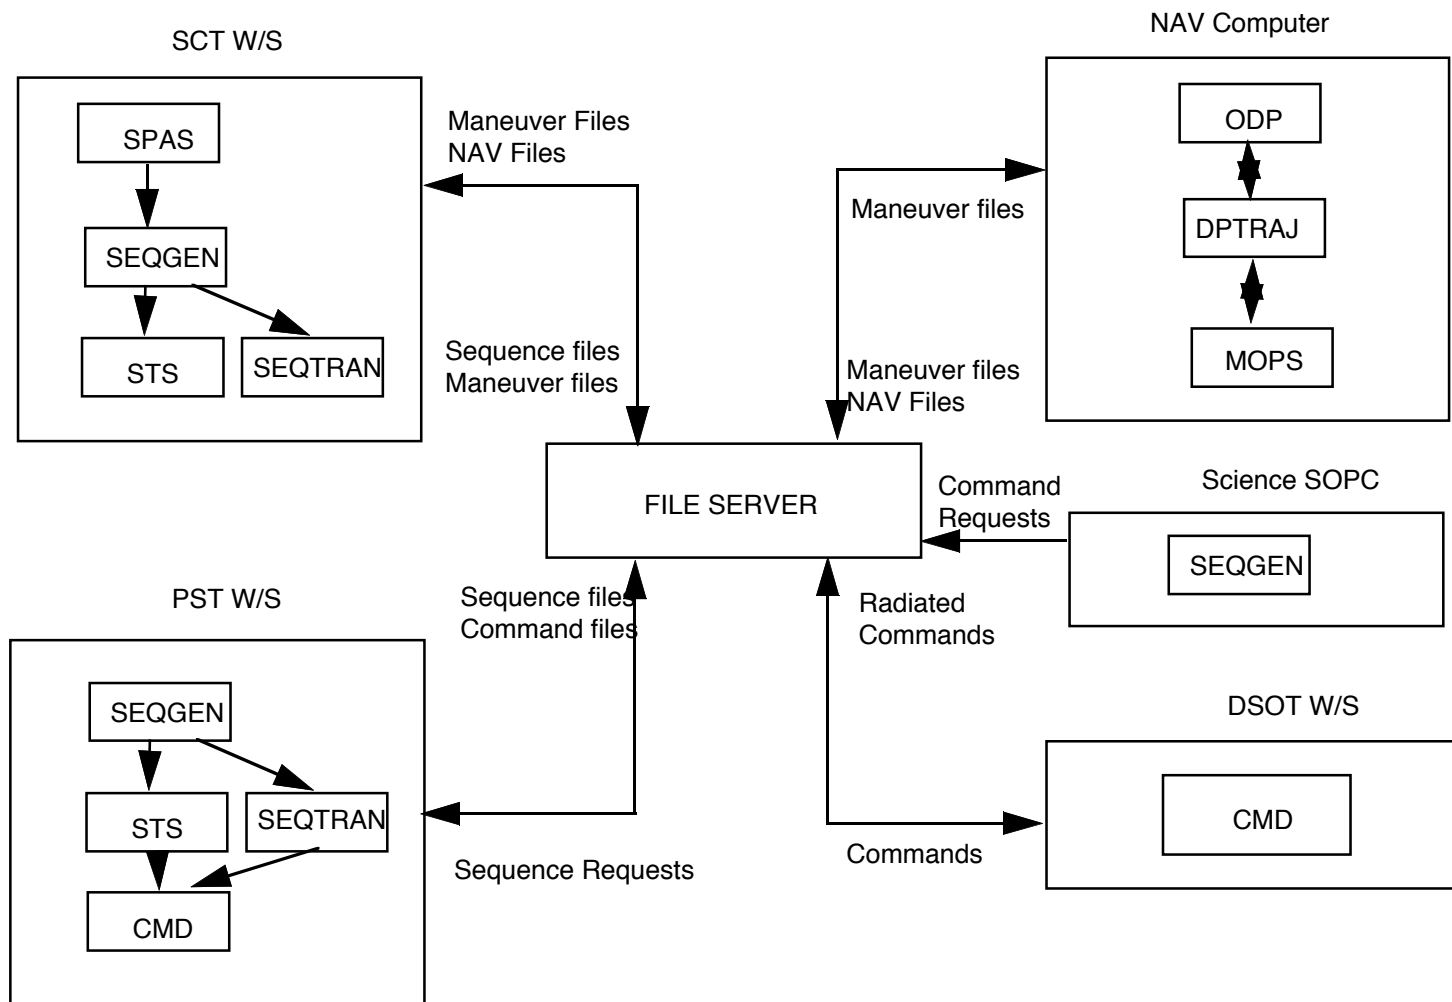 SCT W/S
NAV Computer
SPAS
SEQGEN
STS
SEQTRAN
Maneuver Files
NAV Files
Sequence files
Maneuver files
Maneuver files
Maneuver files
NAV Files
ODP
DPTRAJ
MOPS
FILE SERVER
Command
Requests
Science SOPC
SEQGEN
PST W/S
Sequence files
Command files
Radiated
Commands
SEQGEN
STS
SEQTRAN
CMD
Sequence Requests
DSOT W/S
CMD
Commands